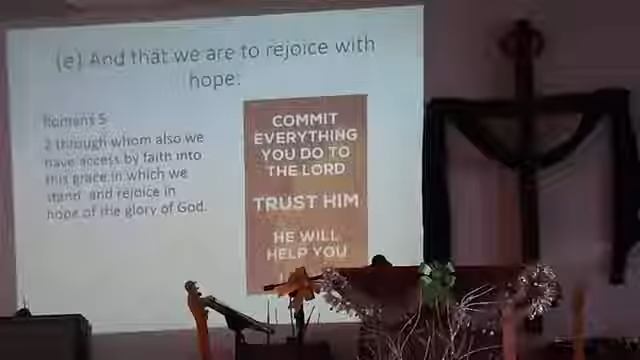 (e) And that we are to rejoice with
hope:
Romans 5
2 through whom also we
have access by faith into
this grace in which we
stand and rejoice in
hope of the glory of God.
COMMIT
EVERYTHING
YOU DO TO
THE LORD
TRUST HIM
HE WILL
HELP YOU